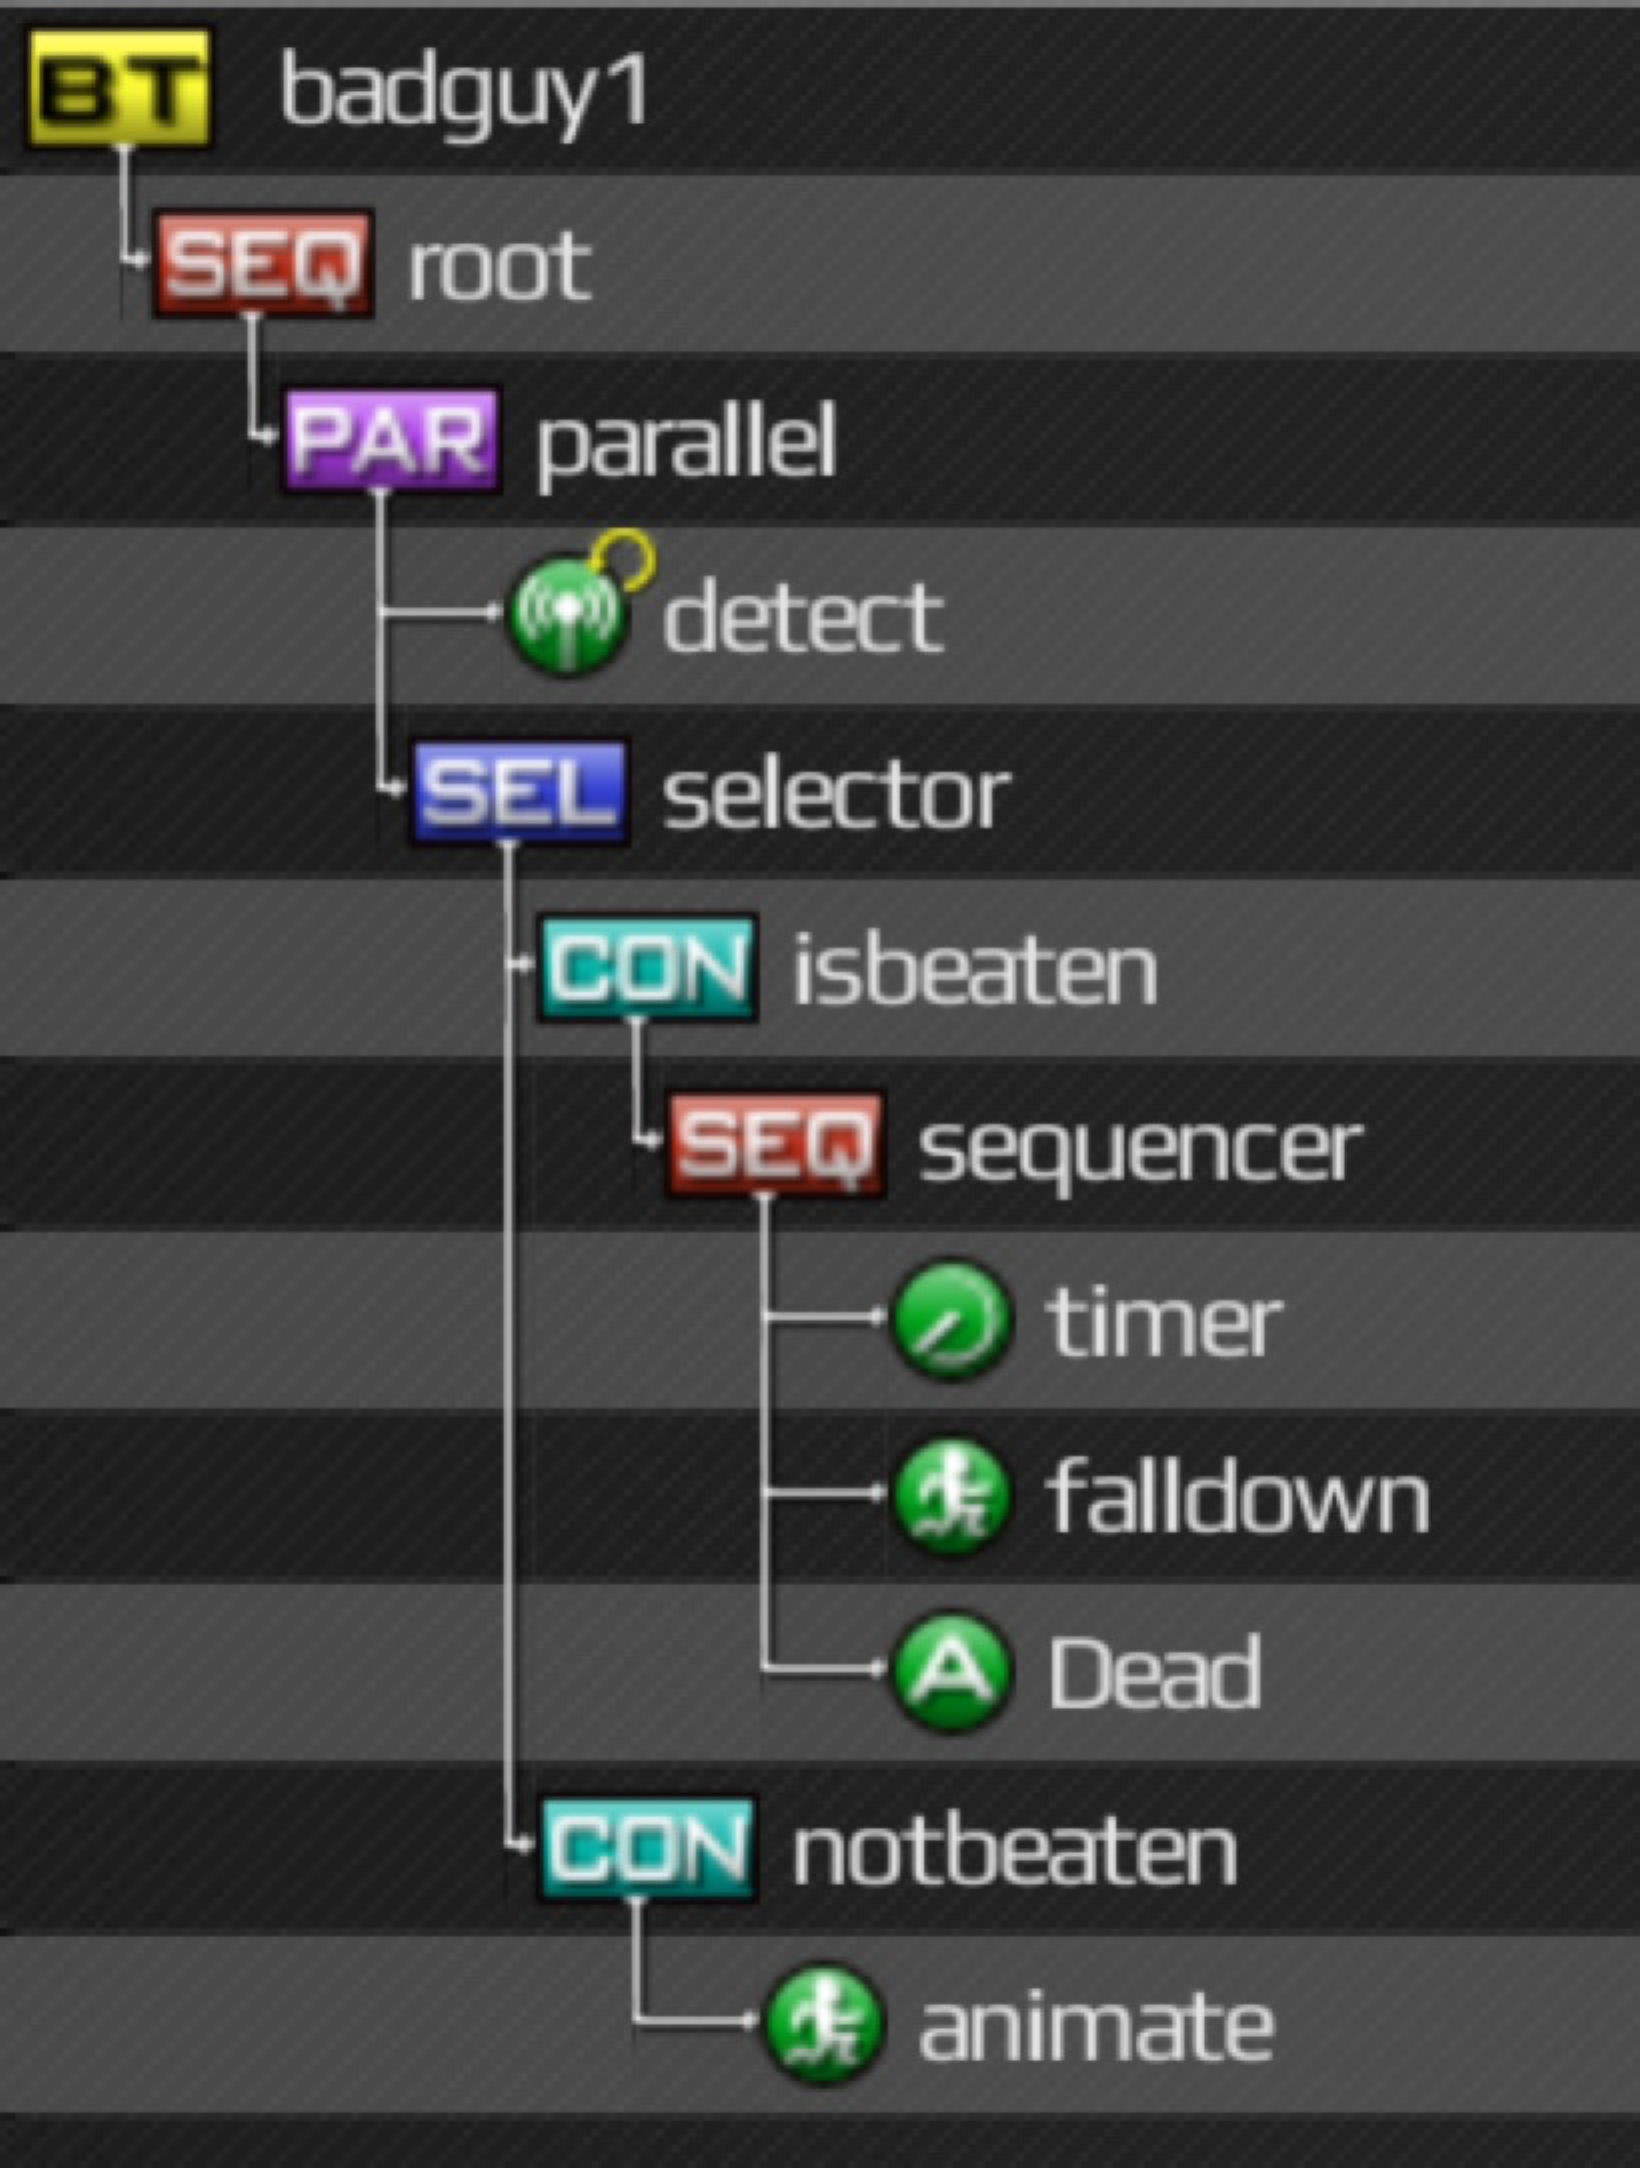 BT badguy1
SEQ root
PAR parallel
detect
SEL selector
CON isbeaten
SEQ sequencer
timer
falldown
A Dead
CON notbeaten
animate